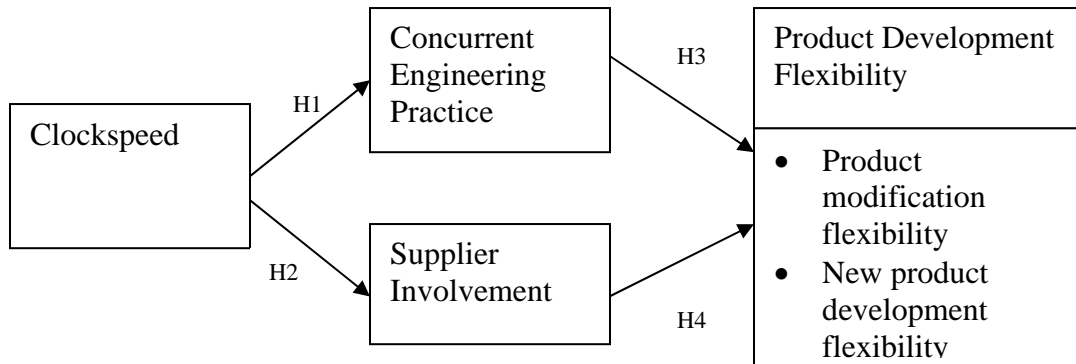 Clockspeed
H1
H2
Concurrent
Engineering
Practice
Supplier
Involvement
H3
H4
Product Development
Flexibility
• Product
modification
flexibility
• New product
development
flexibility